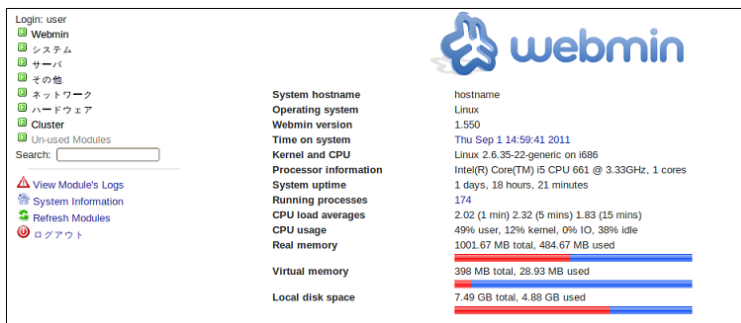 Login: user
Webmin
システム
サーバ
その他
ネットワーク
ハードウェア
Cluster
Un-used Modules
Search:
View Module's Logs
System Information
Refresh Modules
ログアウト
webmin
System hostname hostname
Operating system Linux
Webmin version 1.550
Time on system Thu Sep 1 14:59:41 2011
Kernel and CPU Linux 2.6.35-22-generic on i686
Processor information Intel(R) Core(TM) i5 CPU 661 @ 3.33GHz, 1 cores
System uptime 1 days, 18 hours, 21 minutes
Running processes 174
CPU load averages 2.02 (1 min) 2.32 (5 mins) 1.83 (15 mins)
CPU usage 49% user, 12% kernel, 0% IO, 38% idle
Real memory 1001.67 MB total, 484.67 MB used
Virtual memory 398 MB total, 28.93 MB used
Local disk space 7.49 GB total, 4.88 GB used